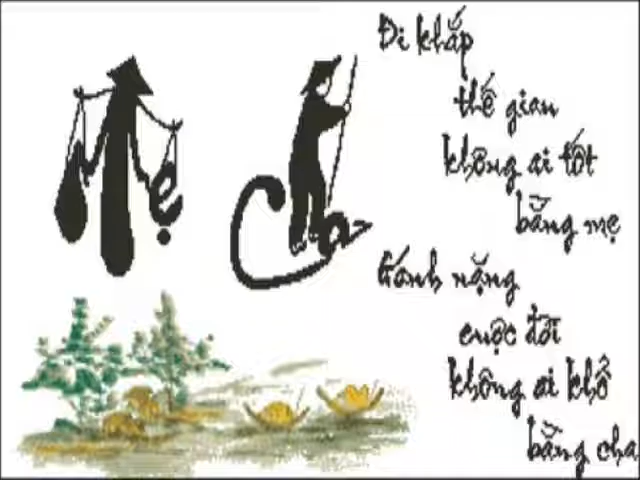 Mẹ Cha
Đi khắp
thế gian
không ai tốt
bằng mẹ
Gánh nặng
cuộc đời
không ai khổ
bằng cha